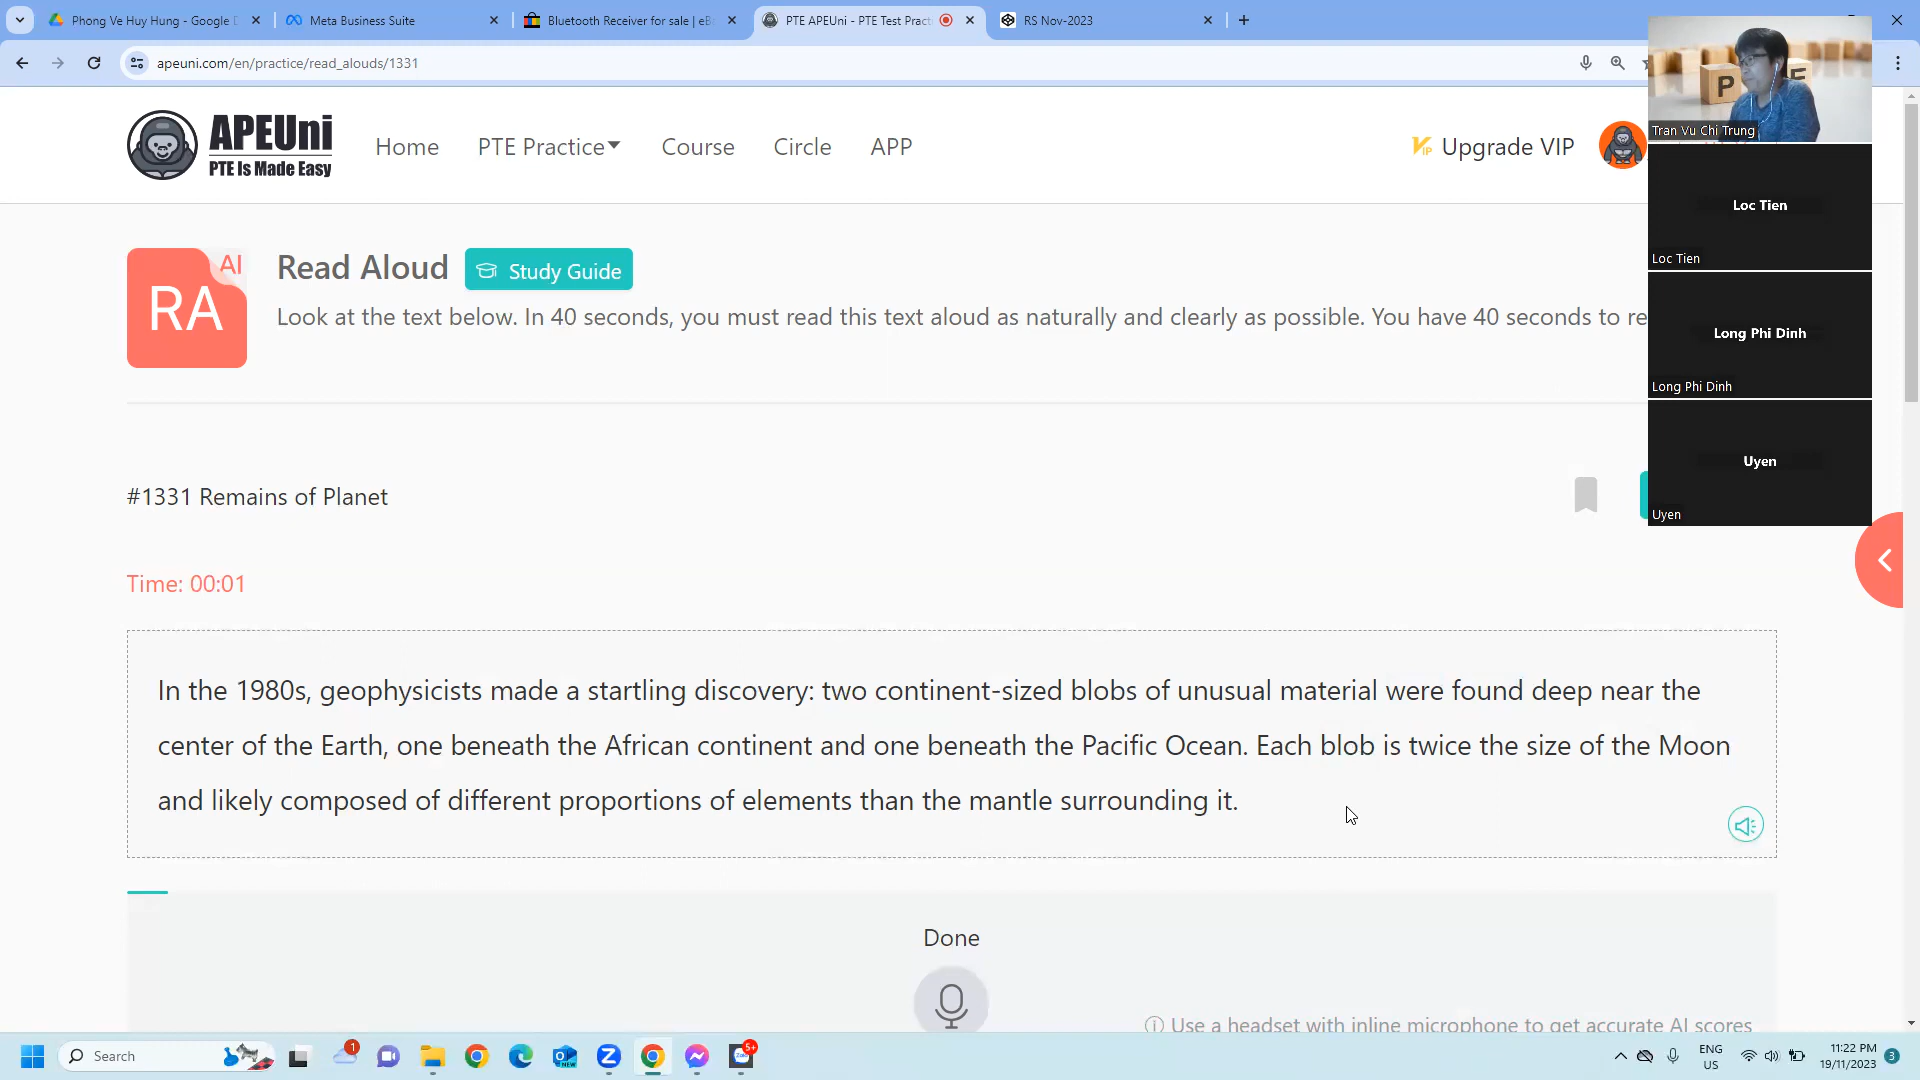 Phong Ve Huy Hung - Google D
Meta Business Suite
Bluetooth Receiver for sale | eB
PTE APEUni - PTE Test Pract
RS Nov-2023
apeuni.com/en/practice/read_alouds/1331
APEUni
PTE Is Made Easy
Home
PTE Practice
Course
Circle
APP
VIP
Upgrade VIP
P
E
Tran Vu Chi Trung
Loc Tien
Loc Tien
Long Phi Dinh
Long Phi Dinh
Uyen
Uyen
AI
RA
Read Aloud
Study Guide
Look at the text below. In 40 seconds, you must read this text aloud as naturally and clearly as possible. You have 40 seconds to re
#1331 Remains of Planet
Time: 00:01
In the 1980s, geophysicists made a startling discovery: two continent-sized blobs of unusual material were found deep near the
center of the Earth, one beneath the African continent and one beneath the Pacific Ocean. Each blob is twice the size of the Moon
and likely composed of different proportions of elements than the mantle surrounding it.
Done
Use a headset with inline microphone to get accurate AI scores
Search
1
NEW
Zalo
5+
ENG
US
11:22 PM
19/11/2023
3